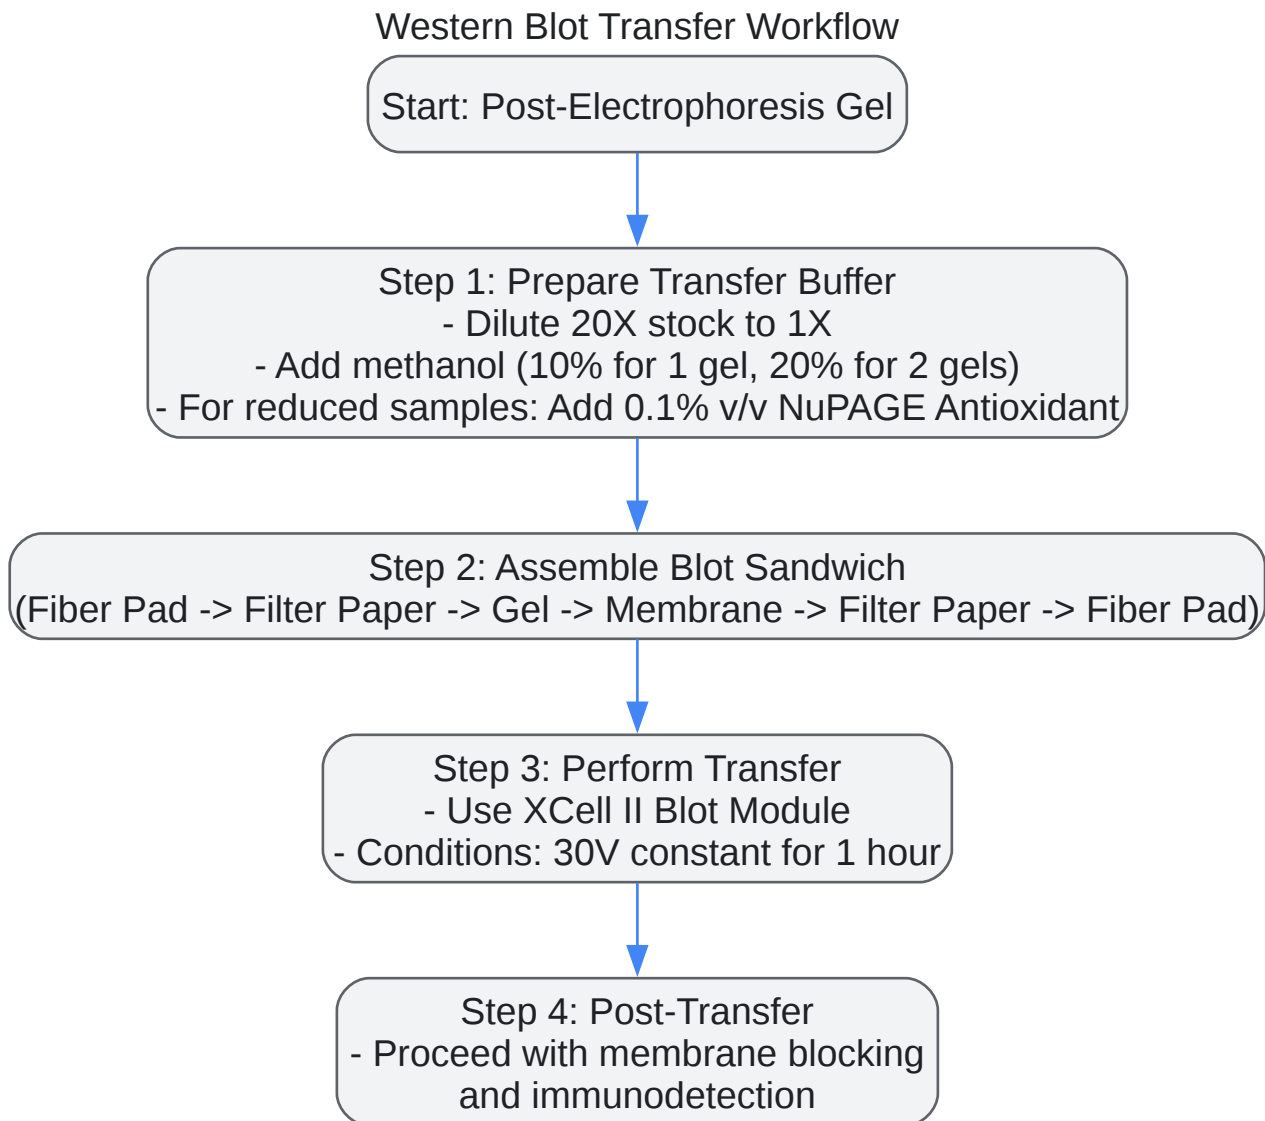 Western Blot Transfer Workflow
Start: Post-Electrophoresis Gel
Step 1: Prepare Transfer Buffer
- Dilute 20X stock to 1X
- Add methanol (10% for 1 gel, 20% for 2 gels)
- For reduced samples: Add 0.1% v/v NuPAGE Antioxidant
Step 2: Assemble Blot Sandwich
(Fiber Pad -> Filter Paper -> Gel -> Membrane -> Filter Paper -> Fiber Pad)
Step 3: Perform Transfer
- Use XCell II Blot Module
- Conditions: 30V constant for 1 hour
Step 4: Post-Transfer
- Proceed with membrane blocking
and immunodetection